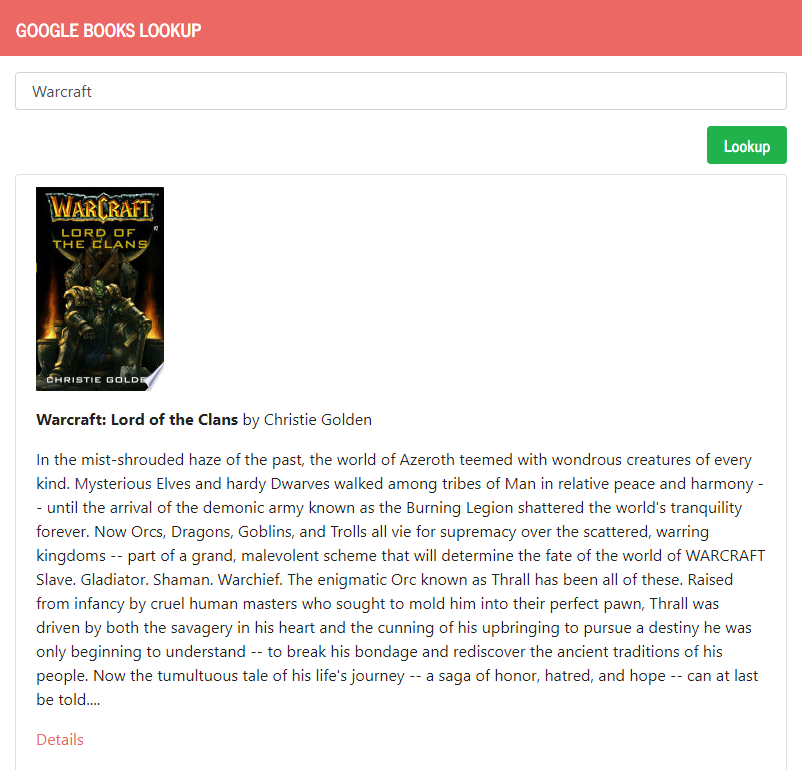 GOOGLE BOOKS LOOKUP
Warcraft
Lookup
WARCRAFT
#2
LORD OF
THE CLANS
CHRISTIE GOLDE
Warcraft: Lord of the Clans by Christie Golden
In the mist-shrouded haze of the past, the world of Azeroth teemed with wondrous creatures of every
kind. Mysterious Elves and hardy Dwarves walked among tribes of Man in relative peace and harmony -
- until the arrival of the demonic army known as the Burning Legion shattered the world's tranquility
forever. Now Orcs, Dragons, Goblins, and Trolls all vie for supremacy over the scattered, warring
kingdoms -- part of a grand, malevolent scheme that will determine the fate of the world of WARCRAFT
Slave. Gladiator. Shaman. Warchief. The enigmatic Orc known as Thrall has been all of these. Raised
from infancy by cruel human masters who sought to mold him into their perfect pawn, Thrall was
driven by both the savagery in his heart and the cunning of his upbringing to pursue a destiny he was
only beginning to understand -- to break his bondage and rediscover the ancient traditions of his
people. Now the tumultuous tale of his life's journey -- a saga of honor, hatred, and hope -- can at last
be told....
Details